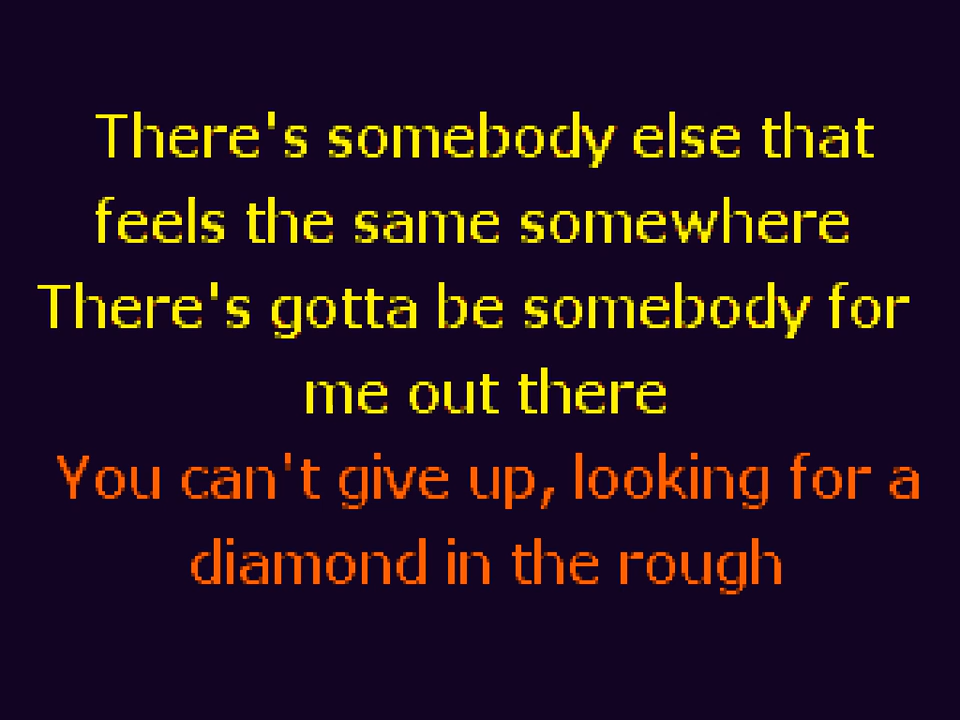 There's somebody else that
feels the same somewhere
There's gotta be somebody for
me out there
You can't give up, looking for a
diamond in the rough